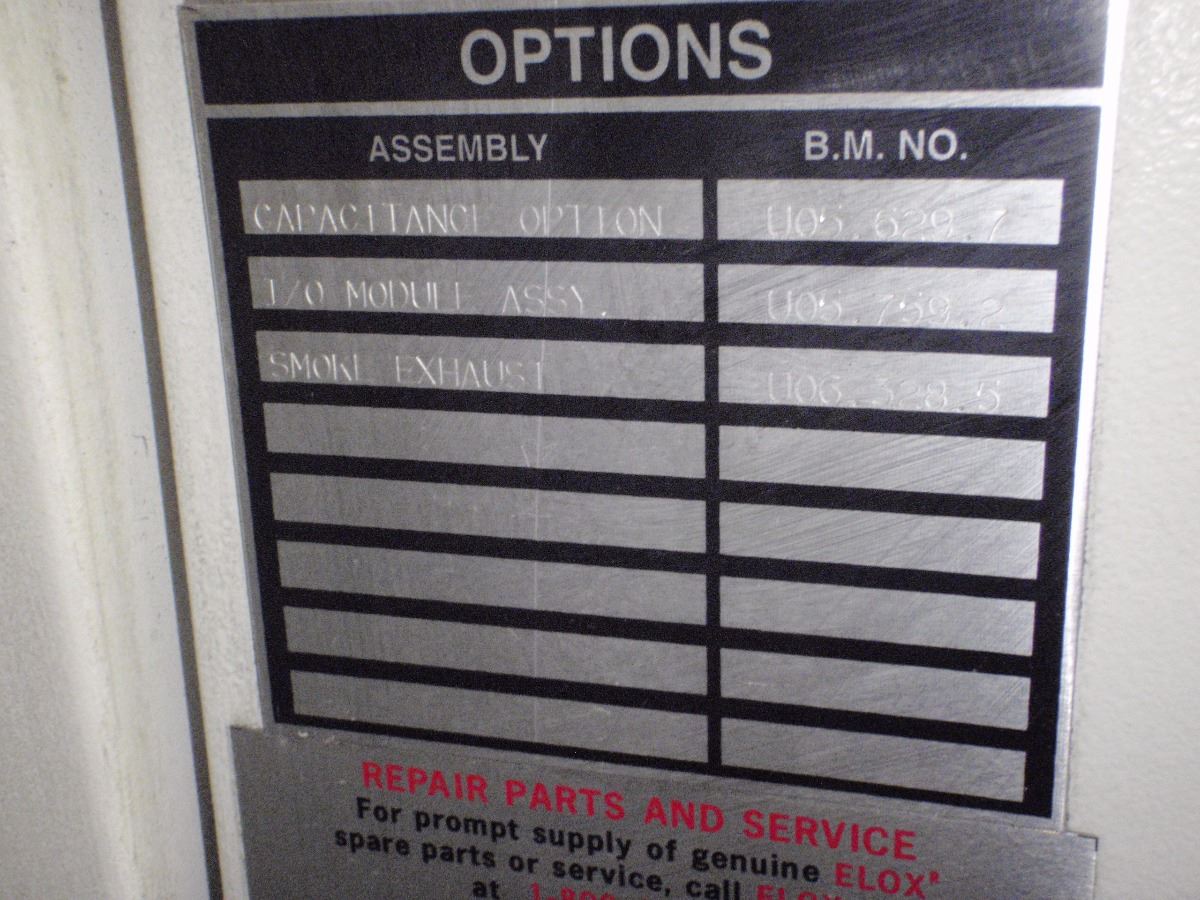 OPTIONS
ASSEMBLY B.M. NO.
CAPACITANCE OPTION U05.629.7
I/O MODULE ASSY. U05.759.2
SMOKE EXHAUST U06.328.5
REPAIR PARTS AND SERVICE
For prompt supply of genuine ELOX®
spare parts or service, call ELOX
at